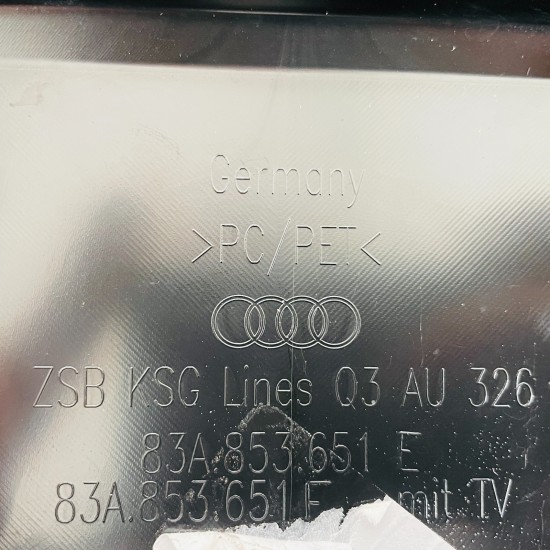 Germany
>PC/PET<
ZSB KSG Lines Q3 AU 326
83A.853.651 E
83A.853.651 F mit TV